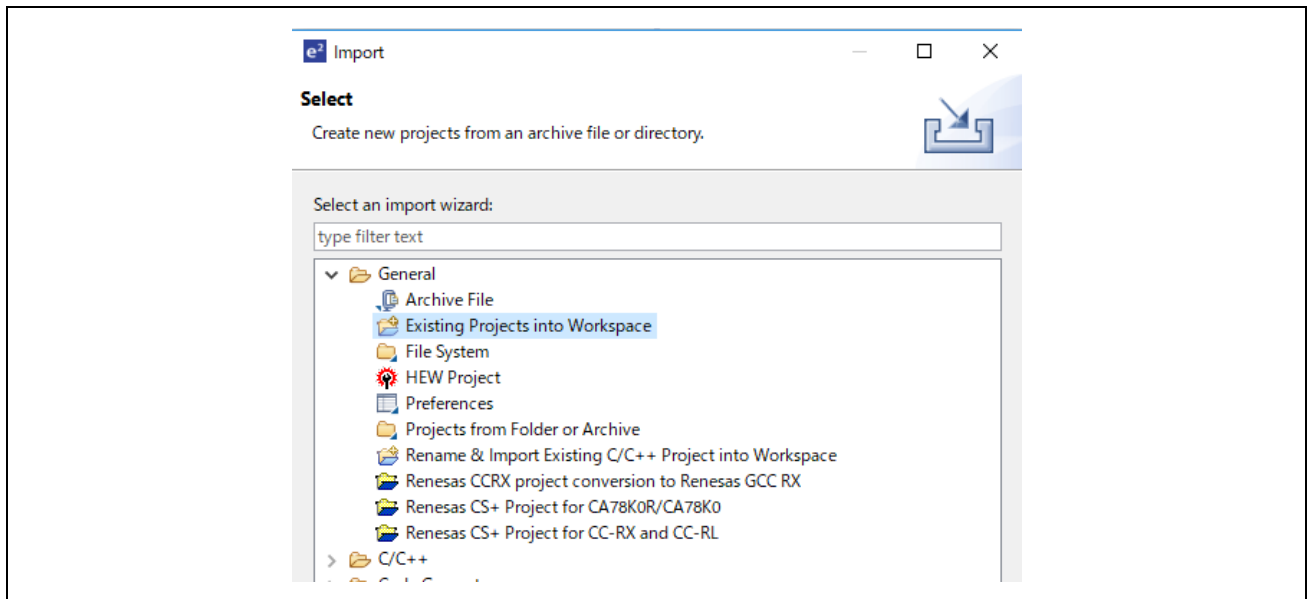 e² Import
Select
Create new projects from an archive file or directory.
Select an import wizard:
type filter text
General
Archive File
Existing Projects into Workspace
File System
HEW Project
Preferences
Projects from Folder or Archive
Rename & Import Existing C/C++ Project into Workspace
Renesas CCRX project conversion to Renesas GCC RX
Renesas CS+ Project for CA78K0R/CA78K0
Renesas CS+ Project for CC-RX and CC-RL
C/C++